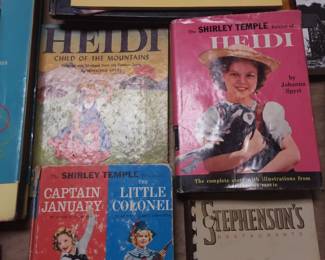 HEIDI
CHILD OF THE MOUNTAINS
The SHIRLEY TEMPLE Edition of
HEIDI
by
Johanna
Spyri
The complete story with illustrations from
The SHIRLEY TEMPLE
CAPTAIN
JANUARY
The
LITTLE
COLONEL
STEPHENSON'S
RESTAURANTS